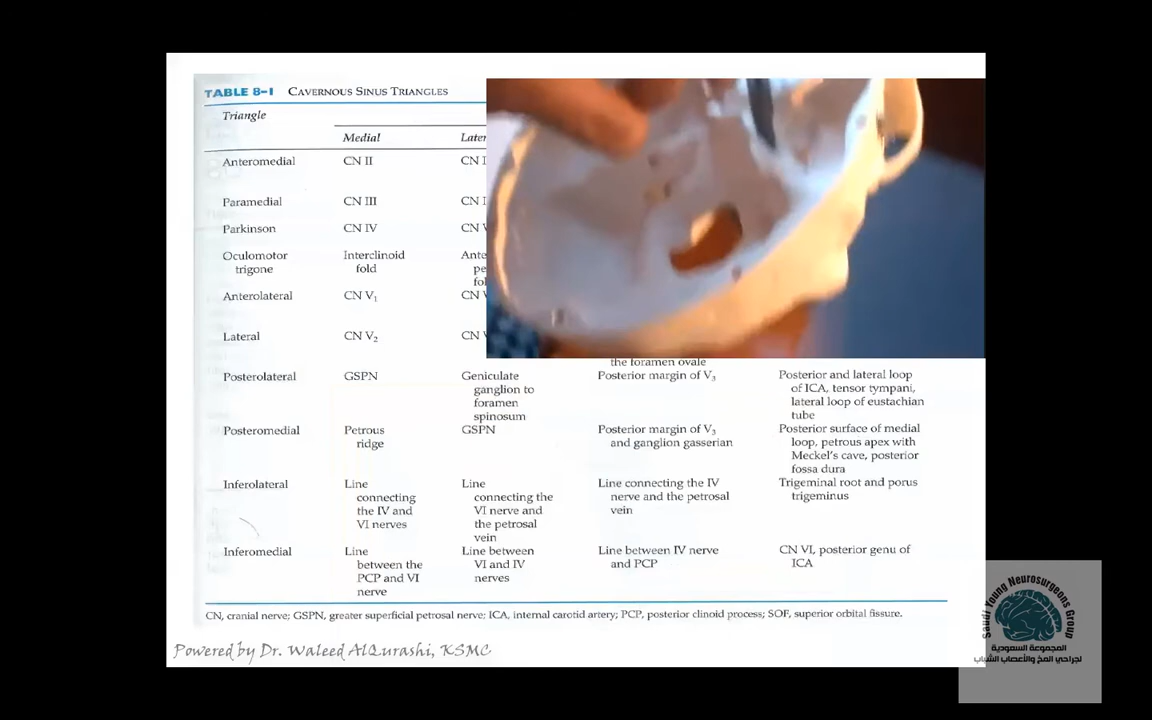 TABLE 8-1 CAVERNOUS SINUS TRIANGLES
Triangle
Medial
Anteromedial CN II CN
Paramedial CN III CN
Parkinson CN IV CN
Oculomotor Interclinoid
trigone fold
Anterolateral CN V₁ CN
Lateral CN V₂ CN
the foramen ovale
Posterolateral GSPN Geniculate Posterior margin of V₃ Posterior and lateral loop
ganglion to of ICA, tensor tympani,
foramen lateral loop of eustachian
spinosum tube
Posteromedial Petrous GSPN Posterior margin of V₃ Posterior surface of medial
ridge and ganglion gasserian loop, petrous apex with
Meckel's cave, posterior
fossa dura
Inferolateral Line Line Line connecting the IV Trigeminal root and porus
connecting connecting the nerve and the petrosal trigeminus
the IV and VI nerve and vein
VI nerves the petrosal
vein
Inferomedial Line Line between Line between IV nerve CN VI, posterior genu of
between the VI and IV and PCP ICA
PCP and VI nerves
nerve
CN, cranial nerve; GSPN, greater superficial petrosal nerve; ICA, internal carotid artery; PCP, posterior clinoid process; SOF, superior orbital fissure.
Powered by Dr. Waleed AlQurashi, KSMC
Saudi Young Neurosurgeons Group
المجموعة السعودية
لجراحي المخ والأعصاب الشباب